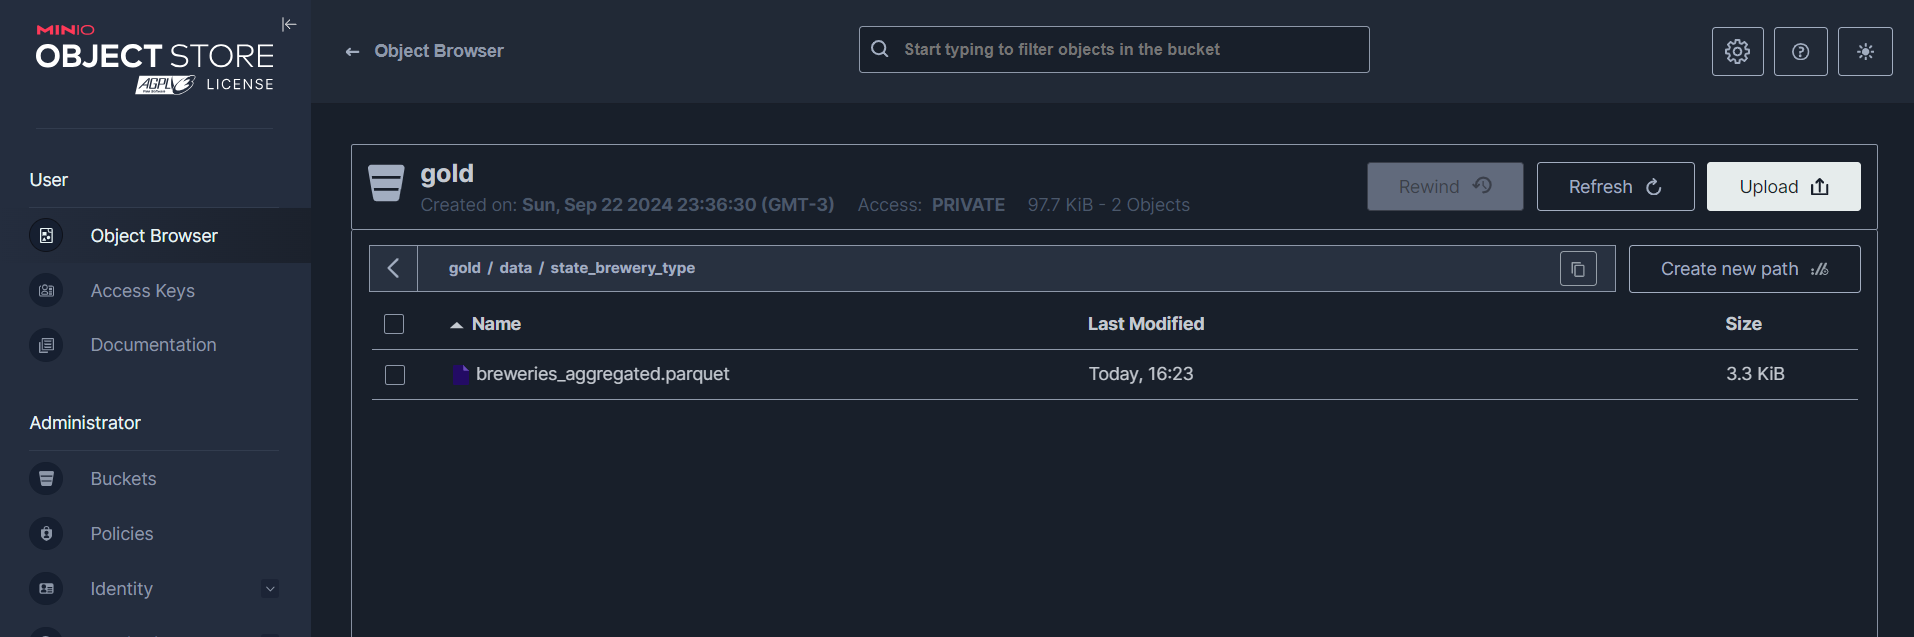 MINIO
OBJECT STORE
AGPL v3 LICENSE
User
Object Browser
Access Keys
Documentation
Administrator
Buckets
Policies
Identity
Object Browser
Start typing to filter objects in the bucket
gold
Created on: Sun, Sep 22 2024 23:36:30 (GMT-3) Access: PRIVATE 97.7 KiB - 2 Objects
Rewind Refresh Upload
gold / data / state_brewery_type
Create new path
Name Last Modified Size
breweries_aggregated.parquet Today, 16:23 3.3 KiB